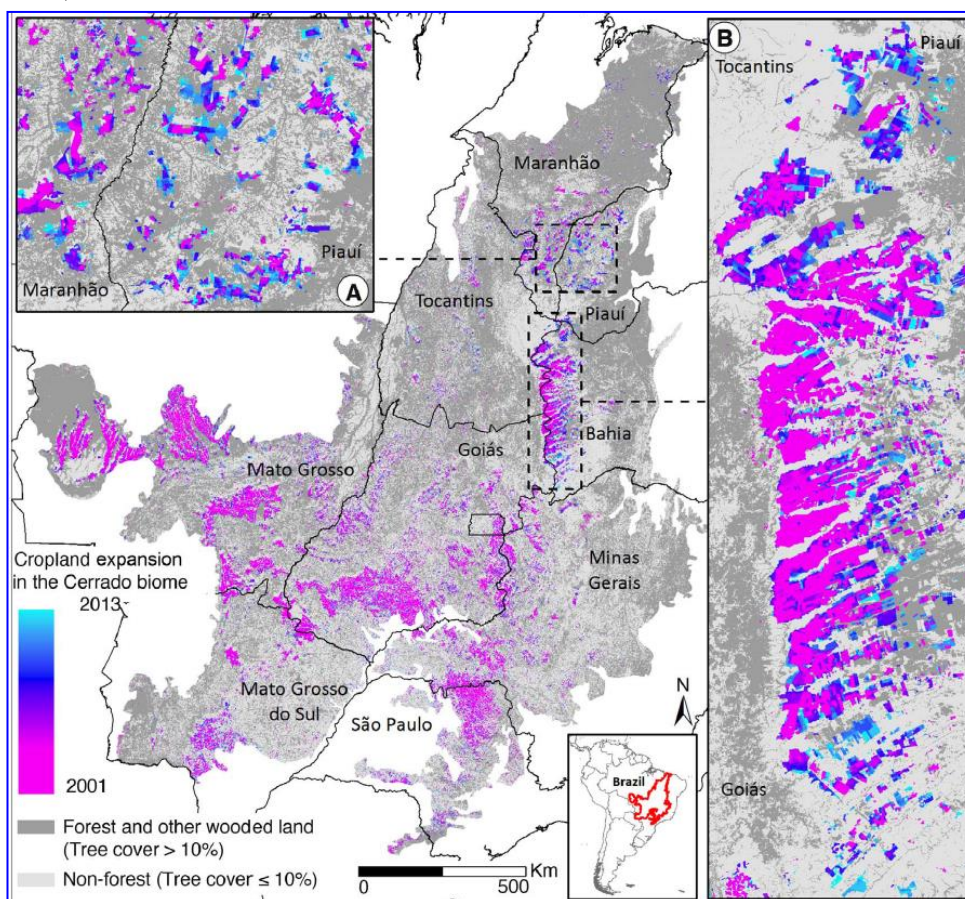 B
Piauí
Tocantins
Maranhão
Piauí
Maranhão
A
Tocantins
Piauí
Mato Grosso
Goiás
Bahia
Minas
Gerais
Cropland expansion
in the Cerrado biome
2013
2001
Mato Grosso
do Sul
São Paulo
N
Goiás
Brazil
Forest and other wooded land
(Tree cover > 10%)
Non-forest (Tree cover ≤ 10%)
0 500 Km